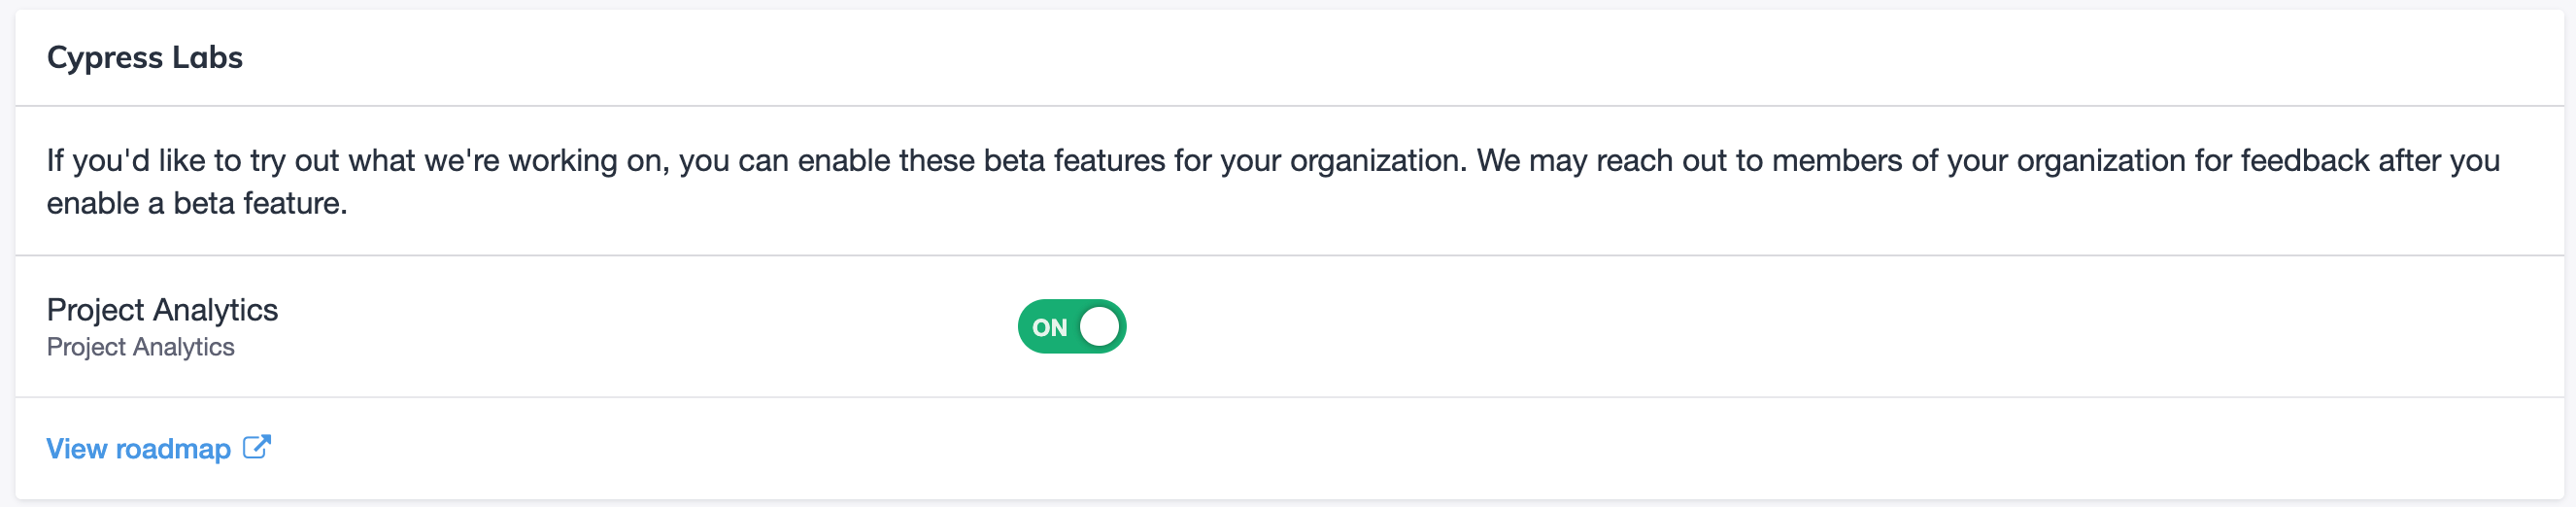 Cypress Labs
If you'd like to try out what we're working on, you can enable these beta features for your organization. We may reach out to members of your organization for feedback after you
enable a beta feature.
Project Analytics
ON
Project Analytics
View roadmap